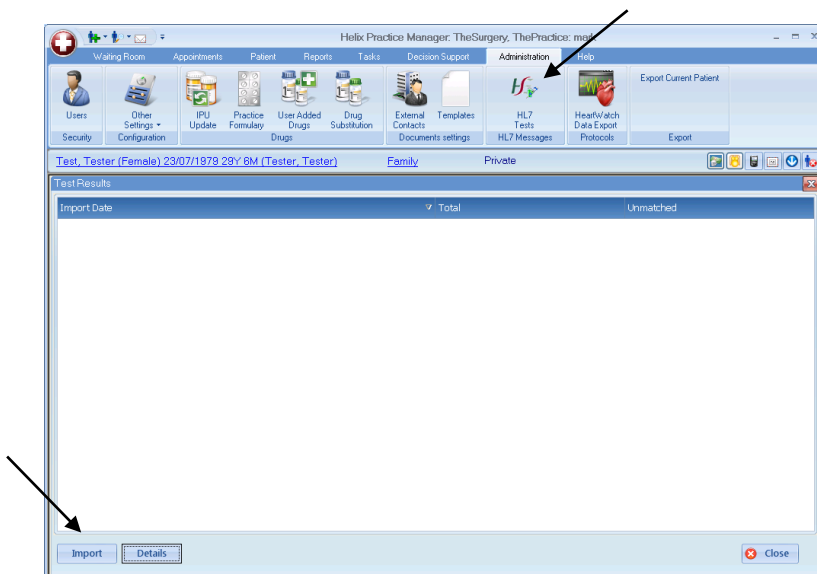 Helix Practice Manager: TheSurgery, ThePractice: mark
Waiting Room Appointments Patient Reports Tasks Decision Support Administration Help
Users
Other Settings
IPU Update
Practice Formulary
User Added Drugs
Drug Substitution
External Contacts
Templates
HL7 Tests
HeartWatch Data Export
Export Current Patient
Security Configuration Drugs Documents settings HL7 Messages Protocols Export
Test, Tester (Female) 23/07/1979 29Y 6M (Tester, Tester) Family Private
Test Results
Import Date Total Unmatched
Import Details Close